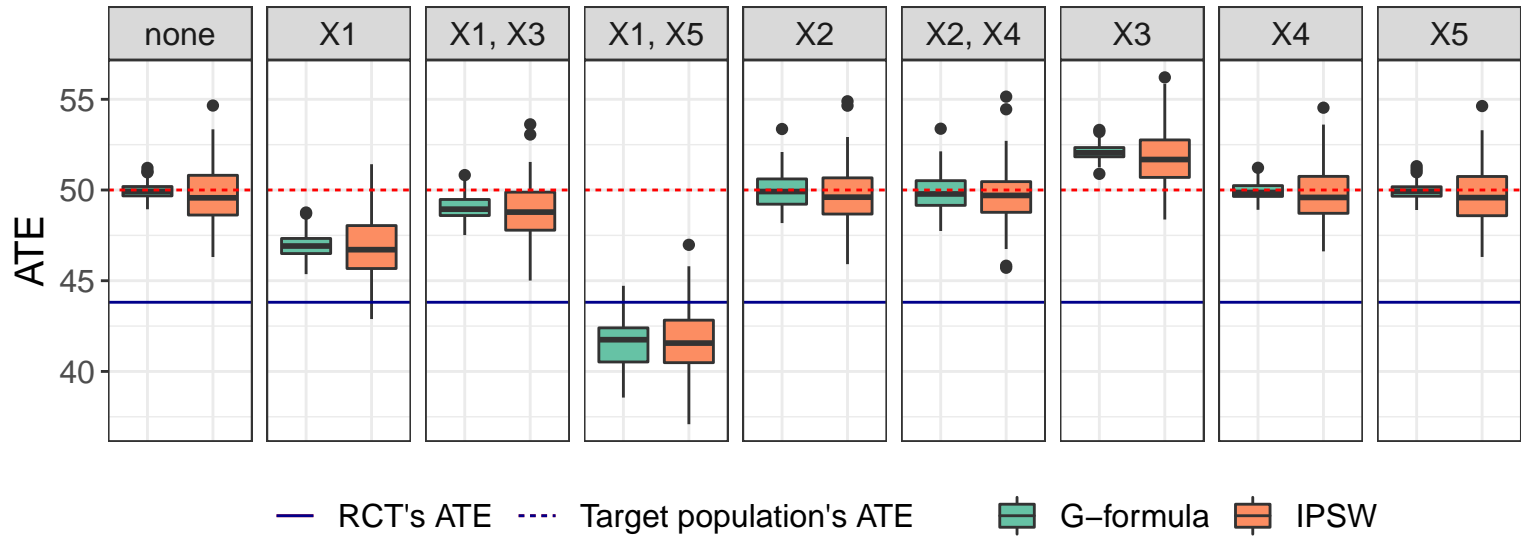 none X1 X1, X3 X1, X5 X2 X2, X4 X3 X4 X5
55
50
45
40
ATE
RCT's ATE Target population's ATE G−formula IPSW